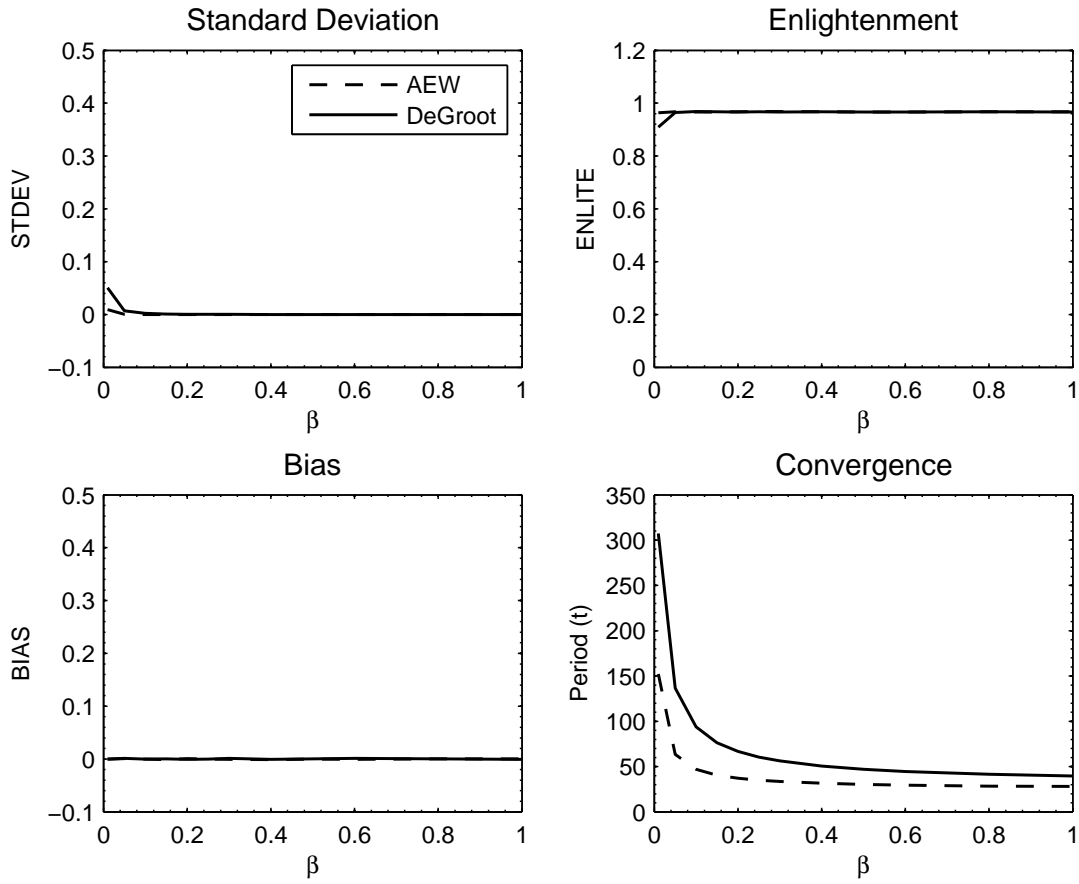 Standard Deviation
0.5
0.4
0.3
0.2
0.1
0
−0.1
STDEV
0 0.2 0.4 0.6 0.8 1
β
AEW
DeGroot
Enlightenment
1.2
1
0.8
0.6
0.4
0.2
0
ENLITE
0 0.2 0.4 0.6 0.8 1
β
Bias
0.5
0.4
0.3
0.2
0.1
0
−0.1
BIAS
0 0.2 0.4 0.6 0.8 1
β
Convergence
350
300
250
200
150
100
50
0
Period (t)
0 0.2 0.4 0.6 0.8 1
β